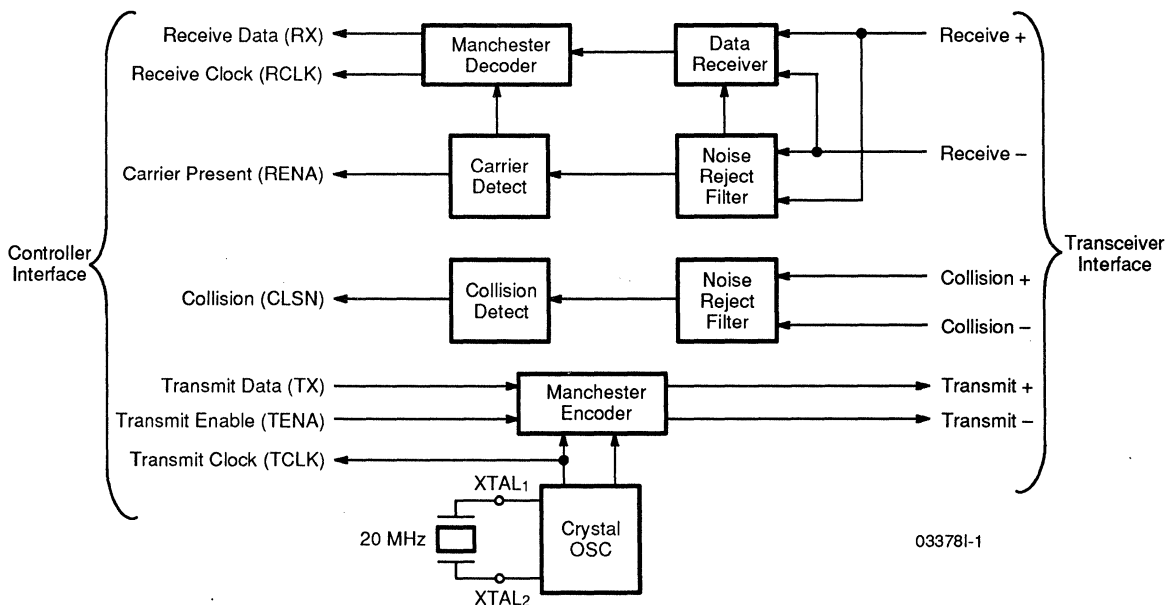 Receive Data (RX)
Manchester
Decoder
Data
Receiver
Receive +
Receive Clock (RCLK)
Carrier Present (RENA)
Carrier
Detect
Noise
Reject
Filter
Receive –
Controller
Interface
Transceiver
Interface
Collision (CLSN)
Collision
Detect
Noise
Reject
Filter
Collision +
Collision –
Transmit Data (TX)
Manchester
Encoder
Transmit +
Transmit Enable (TENA)
Transmit –
Transmit Clock (TCLK)
XTAL1
20 MHz
Crystal
OSC
XTAL2
03378I-1